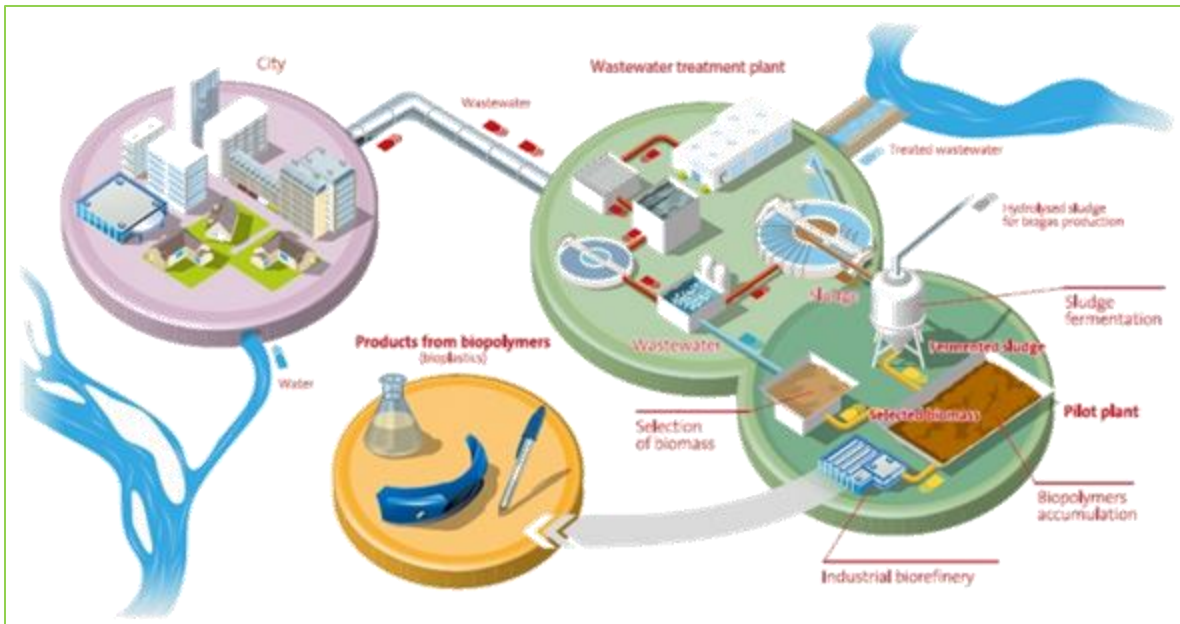 City
Wastewater treatment plant
Wastewater
Treated wastewater
Hydrolysed sludge
for biogas production
Sludge
Sludge
fermentation
Wastewater
Fermented sludge
Products from biopolymers
(bioplastics)
Water
Selection
of biomass
Selected biomass
Pilot plant
Biopolymers
accumulation
Industrial biorefinery